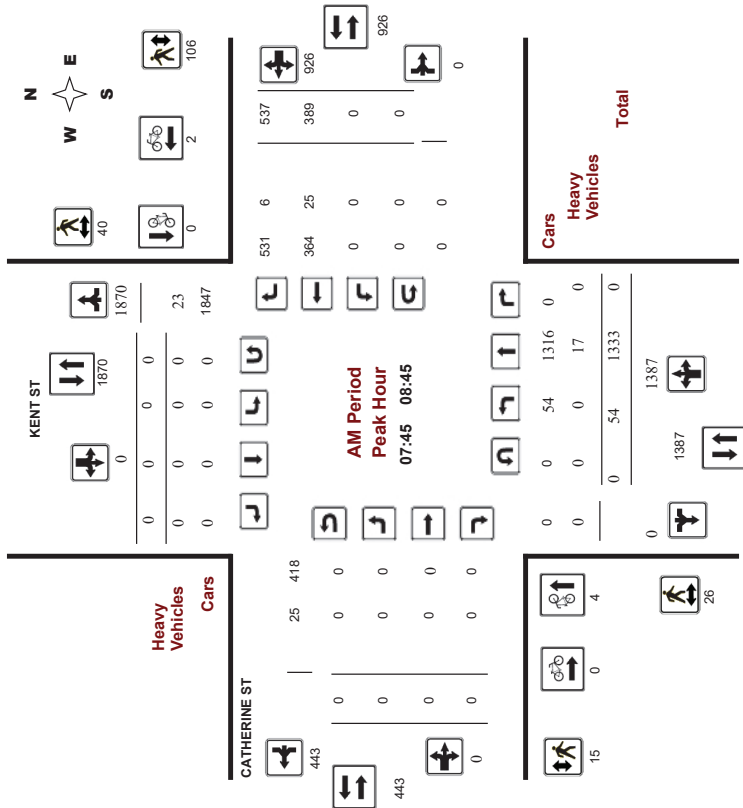 N
W E
S
40
106
0
2
KENT ST
0
1870
1870
0 0 0 0
0 0 0 0 23
0 0 0 0 1847
Heavy
Vehicles
Cars
926
926
0
531 6 537
364 25 389
0 0 0
0 0 0
0
CATHERINE ST
443
443
0
25 418
0 0 0
0 0 0
0 0 0
0 0 0
AM Period
Peak Hour
07:45 08:45
0 0 54 1316 0 Cars
0 0 0 17 0 Heavy
Vehicles
0 54 1333 0 Total
0
1387
1387
15
0
4
26